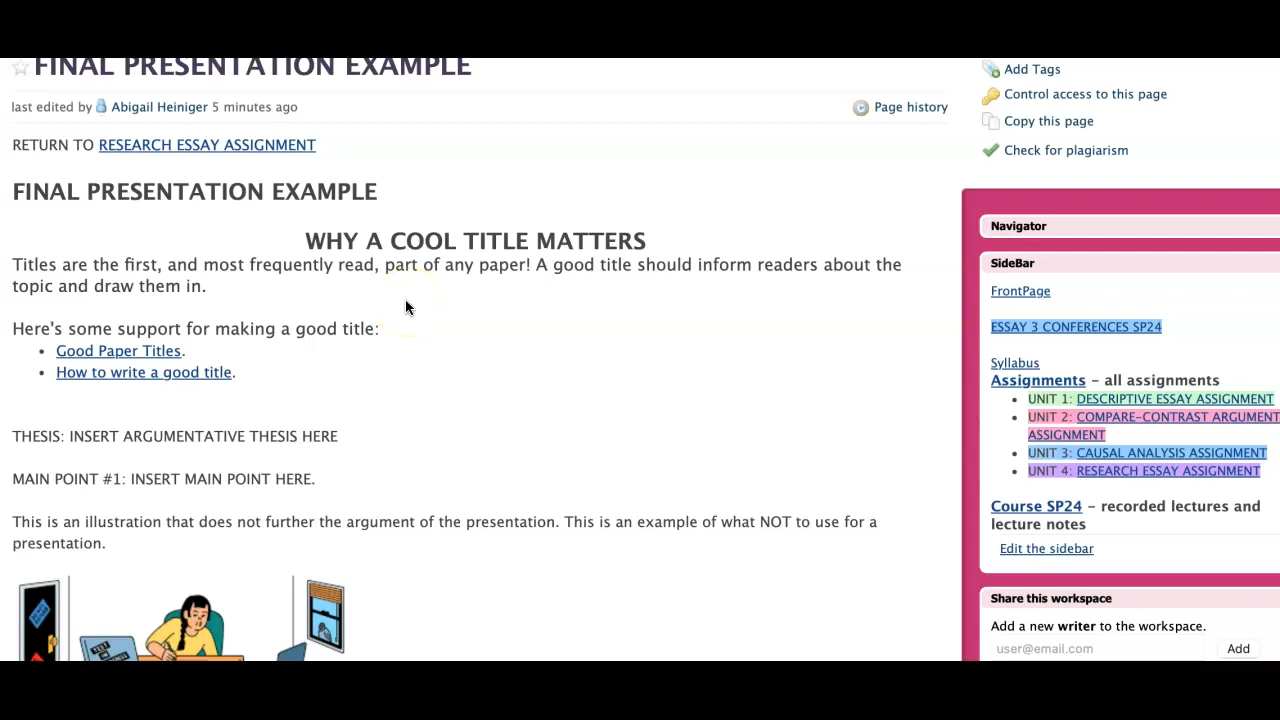 FINAL PRESENTATION EXAMPLE
last edited by Abigail Heiniger 5 minutes ago
Page history
RETURN TO RESEARCH ESSAY ASSIGNMENT
FINAL PRESENTATION EXAMPLE
WHY A COOL TITLE MATTERS
Titles are the first, and most frequently read, part of any paper! A good title should inform readers about the
topic and draw them in.
Here's some support for making a good title:
Good Paper Titles.
How to write a good title.
THESIS: INSERT ARGUMENTATIVE THESIS HERE
MAIN POINT #1: INSERT MAIN POINT HERE.
This is an illustration that does not further the argument of the presentation. This is an example of what NOT to use for a
presentation.
Add Tags
Control access to this page
Copy this page
Check for plagiarism
Navigator
SideBar
FrontPage
ESSAY 3 CONFERENCES SP24
Syllabus
Assignments – all assignments
UNIT 1: DESCRIPTIVE ESSAY ASSIGNMENT
UNIT 2: COMPARE-CONTRAST ARGUMENT
ASSIGNMENT
UNIT 3: CAUSAL ANALYSIS ASSIGNMENT
UNIT 4: RESEARCH ESSAY ASSIGNMENT
Course SP24 – recorded lectures and
lecture notes
Edit the sidebar
Share this workspace
Add a new writer to the workspace.
user@email.com
Add